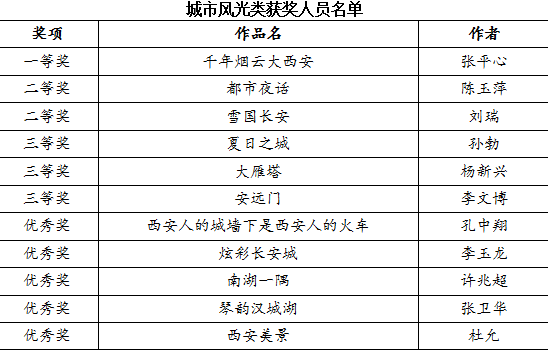 城市风光类获奖人员名单
奖项 作品名 作者
一等奖 千年烟云大西安 张平心
二等奖 都市夜话 陈玉萍
二等奖 雪国长安 刘瑞
三等奖 夏日之城 孙勃
三等奖 大雁塔 杨新兴
三等奖 安远门 李文博
优秀奖 西安人的城墙下是西安人的火车 孔中翔
优秀奖 炫彩长安城 李玉龙
优秀奖 南湖一隅 许兆超
优秀奖 琴韵汉城湖 张卫华
优秀奖 西安美景 杜允